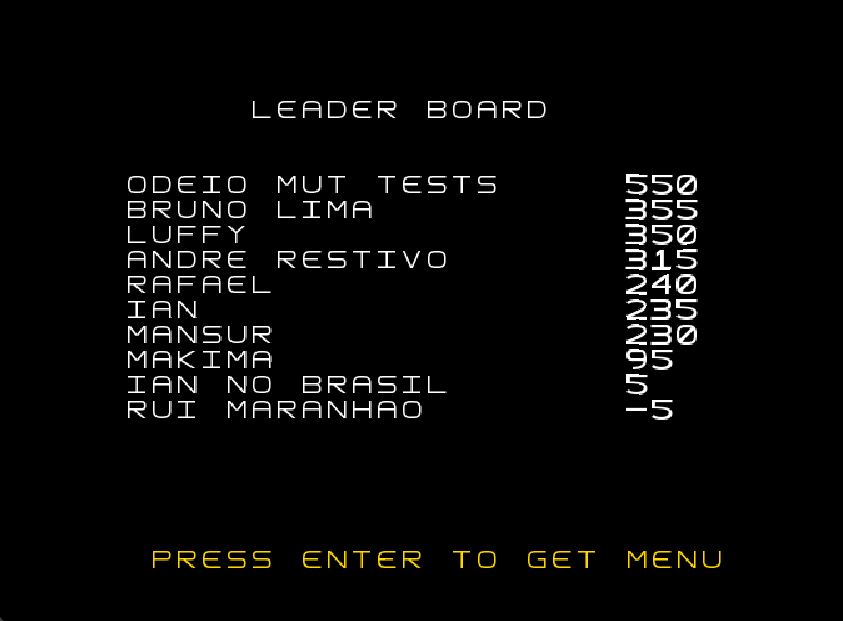 LEADER BOARD
ODEIO MUT TESTS 550
BRUNO LIMA 355
LUFFY 350
ANDRE RESTIVO 315
RAFAEL 240
IAN 235
MANSUR 230
MAKIMA 95
IAN NO BRASIL 5
RUI MARANHAO -5
PRESS ENTER TO GET MENU